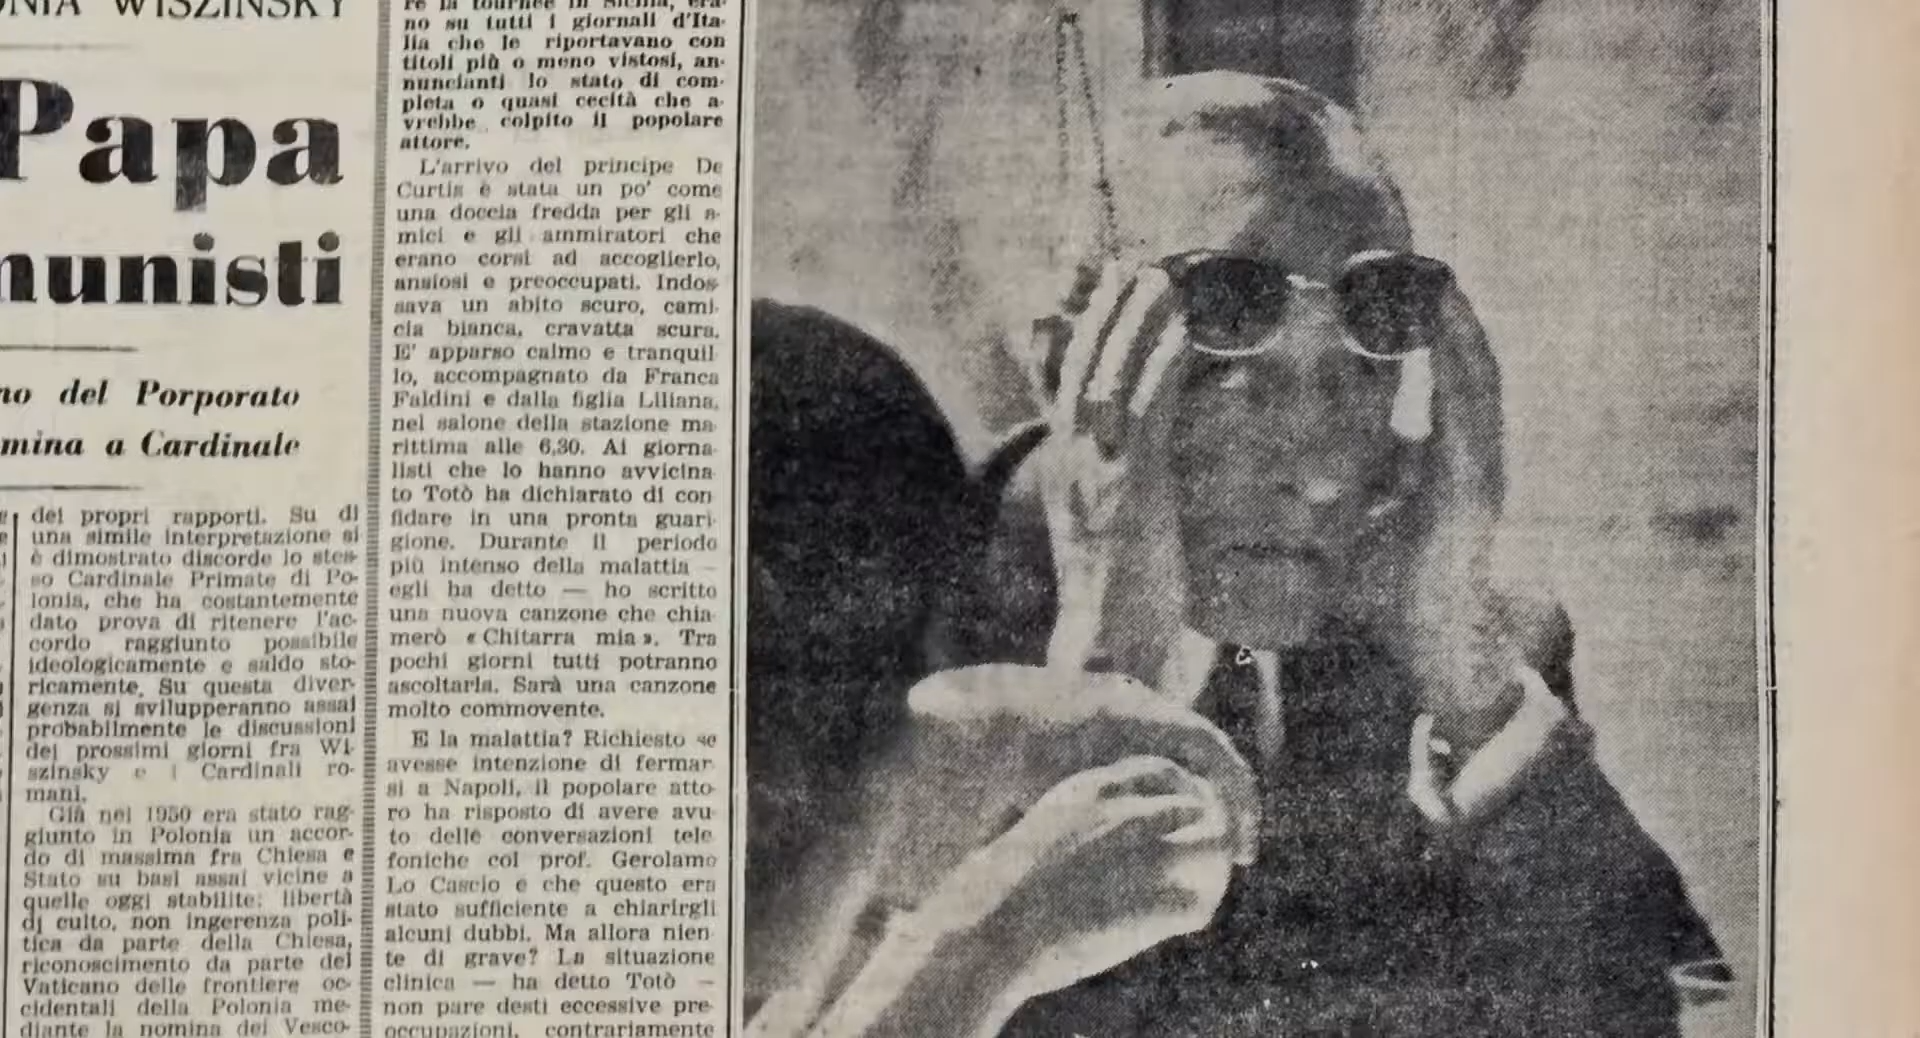 ONIA WISZINSKY
Papa
munisti
no del Porporato
mina a Cardinale
dei propri rapporti. Su di
una simile interpretazione si
è dimostrato discorde lo stes-
so Cardinale Primate di Po-
lonia, che ha costantemente
dato prova di ritenere l'ac-
cordo raggiunto possibile
ideologicamente e saldo sto-
ricamente. Su questa diver-
genza si svilupperanno assai
probabilmente le discussioni
dei prossimi giorni fra Wi-
szinsky e i Cardinali ro-
mani.
Già nel 1950 era stato rag-
giunto in Polonia un accor-
do di massima fra Chiesa e
Stato su basi assai vicine a
quelle oggi stabilite: libertà
di culto, non ingerenza poli-
tica da parte della Chiesa,
riconoscimento da parte del
Vaticano delle frontiere oc-
cidentali della Polonia me-
diante la nomina dei Vesco-
re la tournée in Sicilia, era-
no su tutti i giornali d'Ita-
lia che le riportavano con
titoli più o meno vistosi, an-
nuncianti lo stato di com-
pleta o quasi cecità che a-
vrebbe colpito il popolare
attore.
L'arrivo del principe De
Curtis è stata un po' come
una doccia fredda per gli a-
mici e gli ammiratori che
erano corsi ad accoglierlo,
ansiosi e preoccupati. Indos
sava un abito scuro, cami-
cia bianca, cravatta scura.
E' apparso calmo e tranquil
lo, accompagnato da Franca
Faldini e dalla figlia Liliana,
nel salone della stazione ma
rittima alle 6,30. Ai giorna
listi che lo hanno avvicina
to Totò ha dichiarato di con
fidare in una pronta guari-
gione. Durante il periodo
più intenso della malattia —
egli ha detto — ho scritto
una nuova canzone che chia
merò « Chitarra mia ». Tra
pochi giorni tutti potranno
ascoltarla. Sarà una canzone
molto commovente.
E la malattia? Richiesto se
avesse intenzione di fermar
si a Napoli, il popolare atto-
ro ha risposto di avere avu
to delle conversazioni tele
foniche col prof. Gerolamo
Lo Cascio e che questo era
stato sufficiente a chiarirgli
alcuni dubbi. Ma allora nien
te di grave? La situazione
clinica — ha detto Totò —
non pare desti eccessive pre
occupazioni, contrariamente